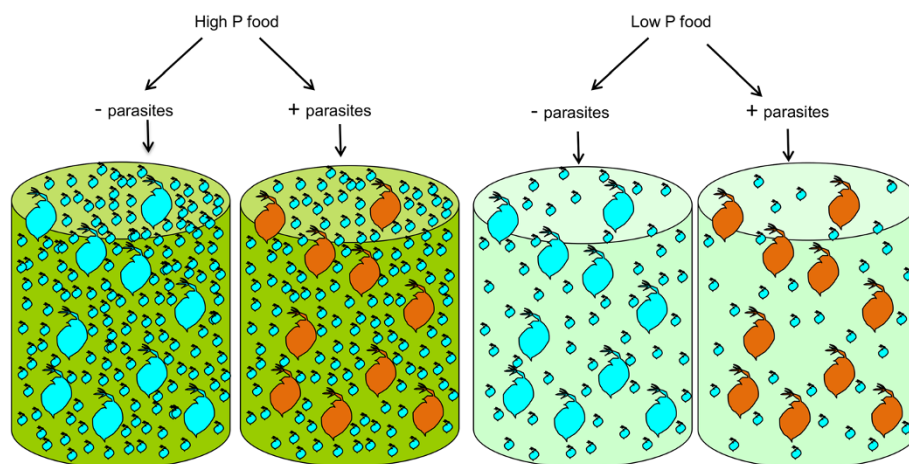 High P food
Low P food
- parasites
+ parasites
- parasites
+ parasites